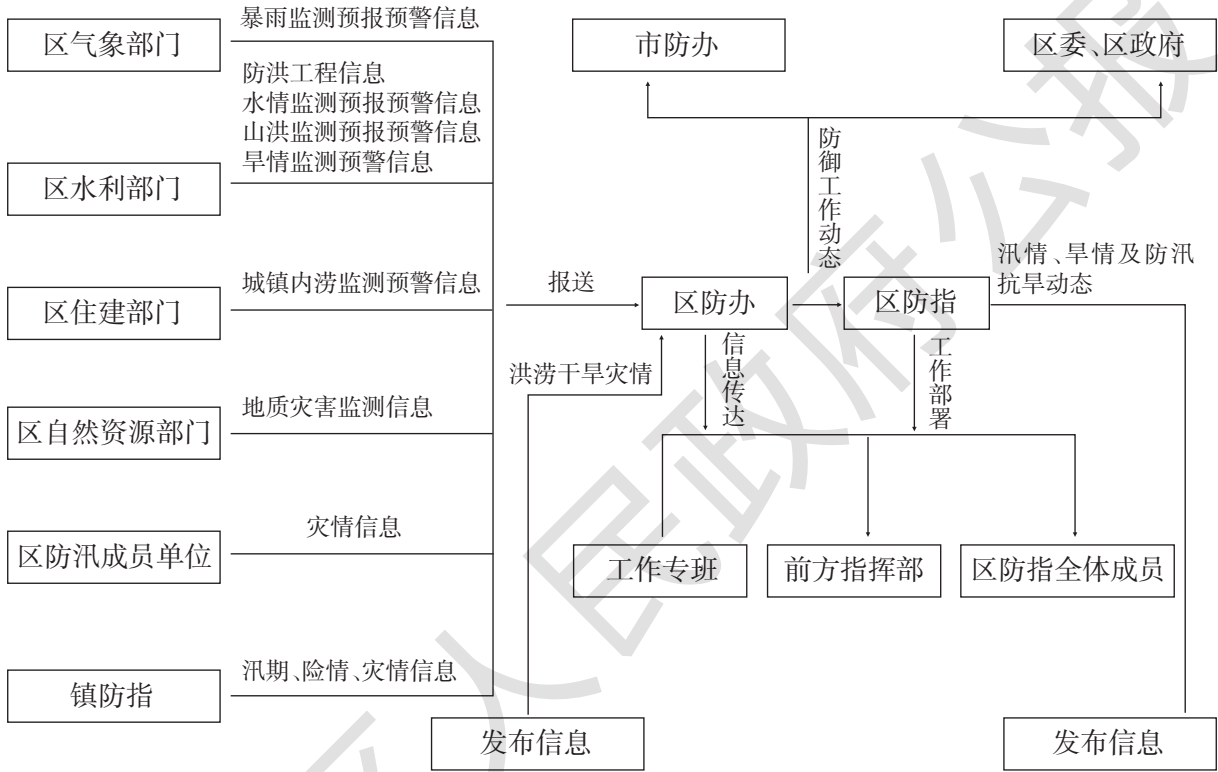 区气象部门
暴雨监测预报预警信息
防洪工程信息
水情监测预报预警信息
山洪监测预报预警信息
旱情监测预警信息
区水利部门
城镇内涝监测预警信息
区住建部门
地质灾害监测信息
区自然资源部门
灾情信息
区防汛成员单位
汛期、险情、灾情信息
镇防指
市防办
区委、区政府
防御工作动态
报送
区防办
区防指
汛情、旱情及防汛
抗旱动态
洪涝干旱灾情
信息传达
工作部署
工作专班
前方指挥部
区防指全体成员
发布信息
发布信息
区人民政府公报